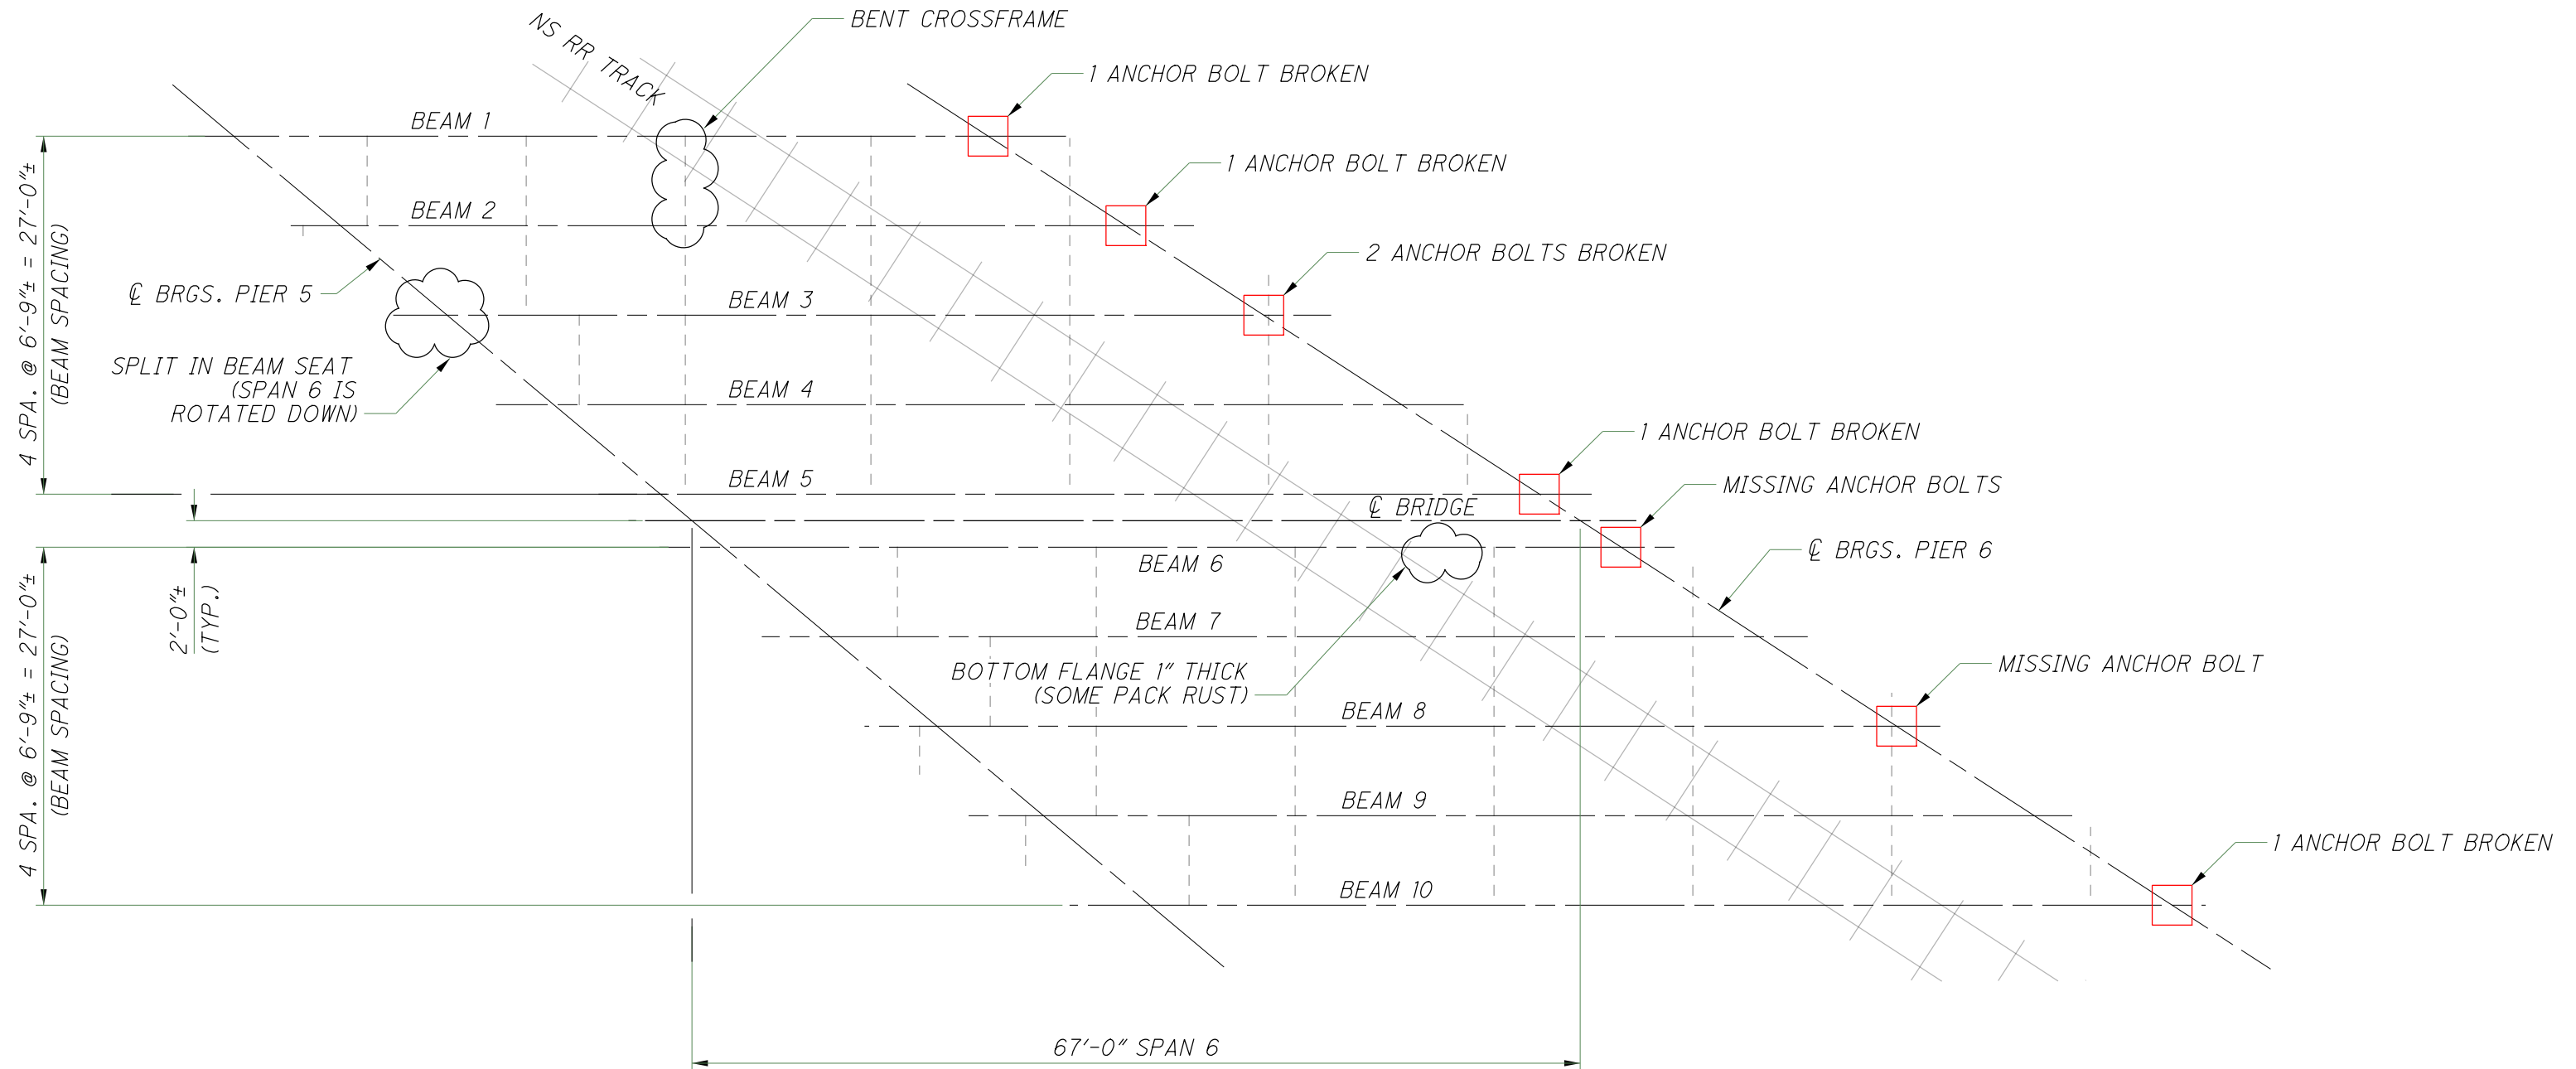 BENT CROSSFRAME
NS RR TRACK
1 ANCHOR BOLT BROKEN
BEAM 1
1 ANCHOR BOLT BROKEN
BEAM 2
2 ANCHOR BOLTS BROKEN
℄ BRGS. PIER 5
BEAM 3
4 SPA. @ 6'-9"± = 27'-0"±
(BEAM SPACING)
SPLIT IN BEAM SEAT
(SPAN 6 IS
ROTATED DOWN)
BEAM 4
1 ANCHOR BOLT BROKEN
BEAM 5
MISSING ANCHOR BOLTS
℄ BRIDGE
℄ BRGS. PIER 6
BEAM 6
2'-0"±
(TYP.)
BEAM 7
4 SPA. @ 6'-9"± = 27'-0"±
(BEAM SPACING)
BOTTOM FLANGE 1" THICK
(SOME PACK RUST)
MISSING ANCHOR BOLT
BEAM 8
BEAM 9
1 ANCHOR BOLT BROKEN
BEAM 10
67'-0" SPAN 6